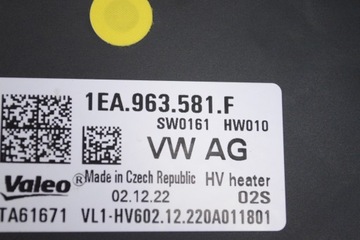 1EA.963.581.F
SW0161 HW010
VW AG
Valeo® Made in Czech Republic HV heater
02.12.22 02S
TA61671 VL1-HV602.12.220A011801